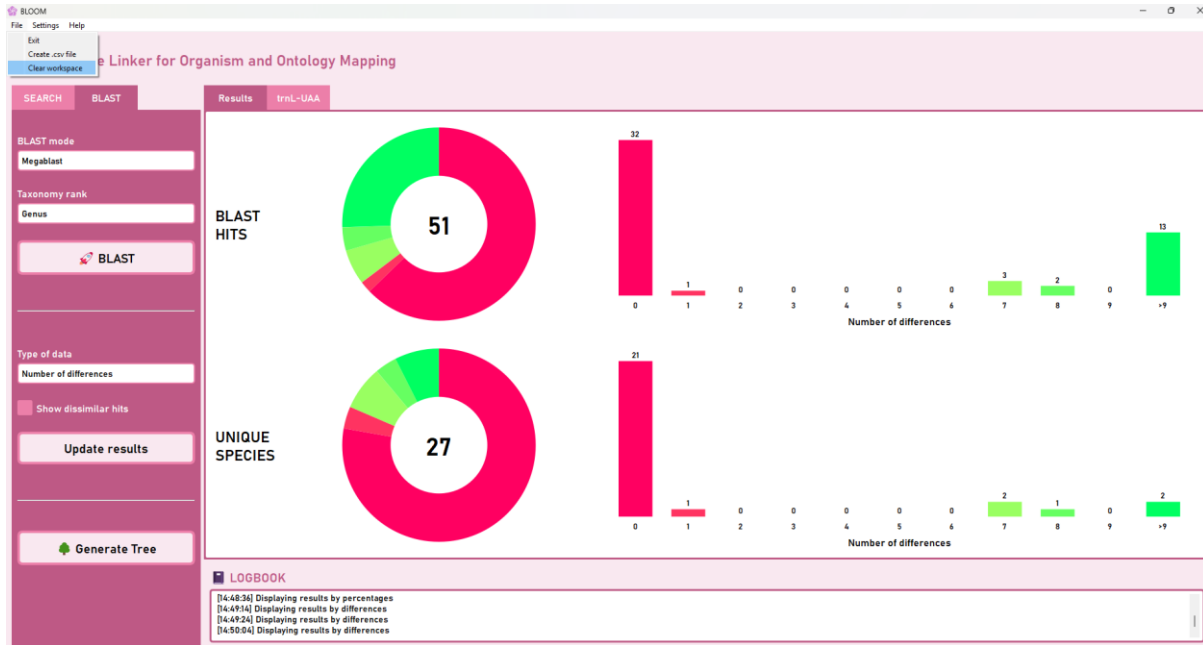 BLOOM
File Settings Help
Exit
Create .csv file
Clear workspace
e Linker for Organism and Ontology Mapping
SEARCH BLAST
Results trnL-UAA
BLAST mode
Megablast
Taxonomy rank
Genus
BLAST
Type of data
Number of differences
Show dissimilar hits
Update results
Generate Tree
BLAST
HITS
51
32 1 0 0 0 0 0 3 2 0 13
0 1 2 3 4 5 6 7 8 9 >9
Number of differences
UNIQUE
SPECIES
27
21 1 0 0 0 0 0 2 1 0 2
0 1 2 3 4 5 6 7 8 9 >9
Number of differences
LOGBOOK
[14:48:36] Displaying results by percentages
[14:49:14] Displaying results by differences
[14:49:24] Displaying results by differences
[14:50:04] Displaying results by differences